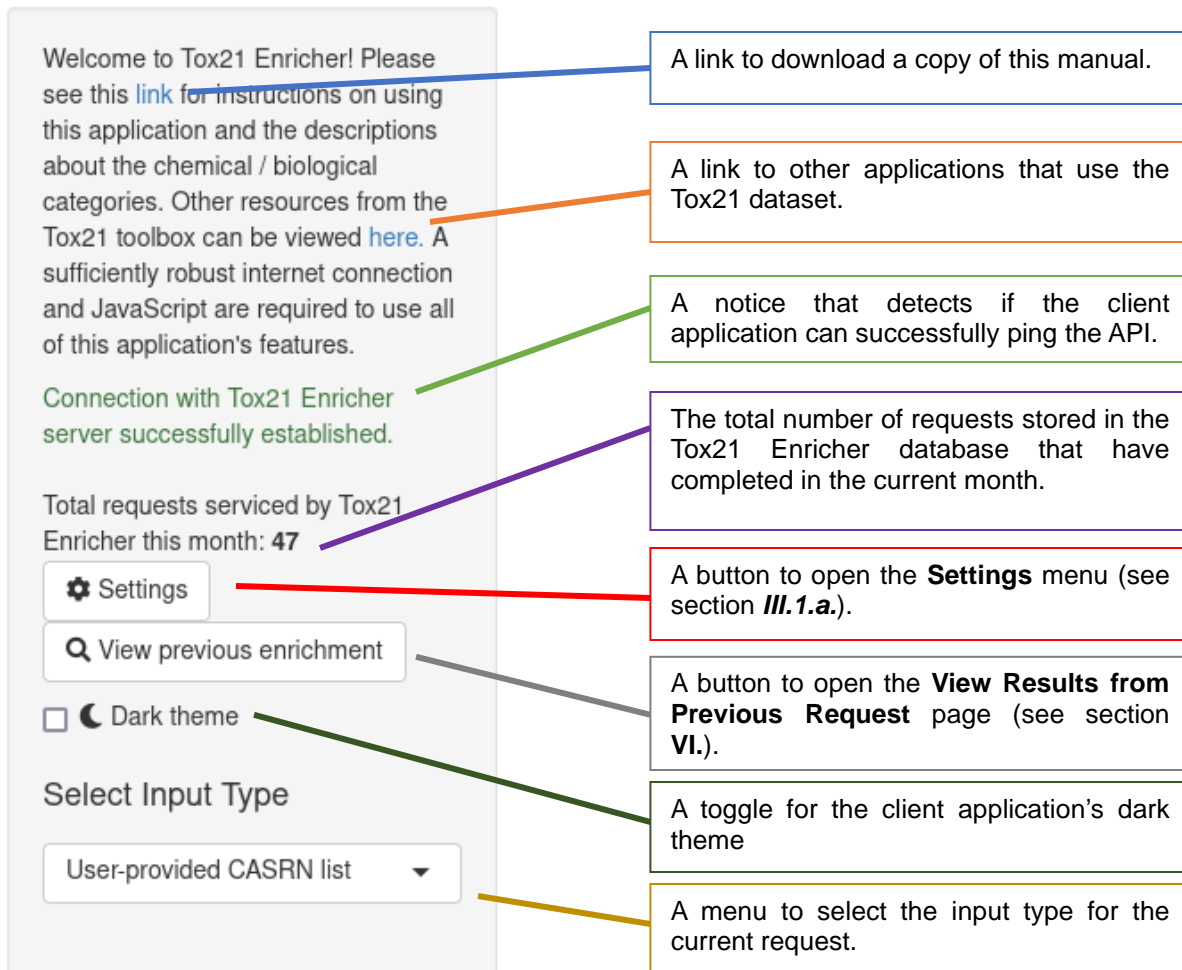 Welcome to Tox21 Enricher! Please
see this link for instructions on using
this application and the descriptions
about the chemical / biological
categories. Other resources from the
Tox21 toolbox can be viewed here. A
sufficiently robust internet connection
and JavaScript are required to use all
of this application's features.
Connection with Tox21 Enricher
server successfully established.
Total requests serviced by Tox21
Enricher this month: 47
Settings
View previous enrichment
Dark theme
Select Input Type
User-provided CASRN list
A link to download a copy of this manual.
A link to other applications that use the
Tox21 dataset.
A notice that detects if the client
application can successfully ping the API.
The total number of requests stored in the
Tox21 Enricher database that have
completed in the current month.
A button to open the Settings menu (see
section III.1.a.).
A button to open the View Results from
Previous Request page (see section
VI.).
A toggle for the client application’s dark
theme
A menu to select the input type for the
current request.